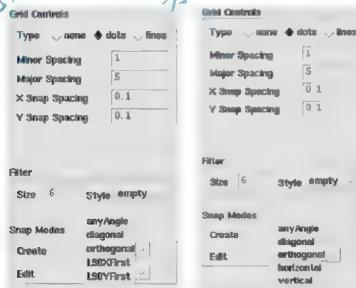 Grid Controls
Type none dots lines
Minor Spacing 1
Major Spacing 5
X Snap Spacing 0.1
Y Snap Spacing 0.1
Filter
Size 6 Style empty
Snap Modes
anyAngle
diagonal
Create orthogonal
L90XFirst
Edit L90YFirst
Grid Controls
Type none dots lines
Minor Spacing 1
Major Spacing 5
X Snap Spacing 0 1
Y Snap Spacing 0 1
Filter
Size 6 Style empty
Snap Modes
Create anyAngle
diagonal
Edit orthogonal
horizontal
vertical